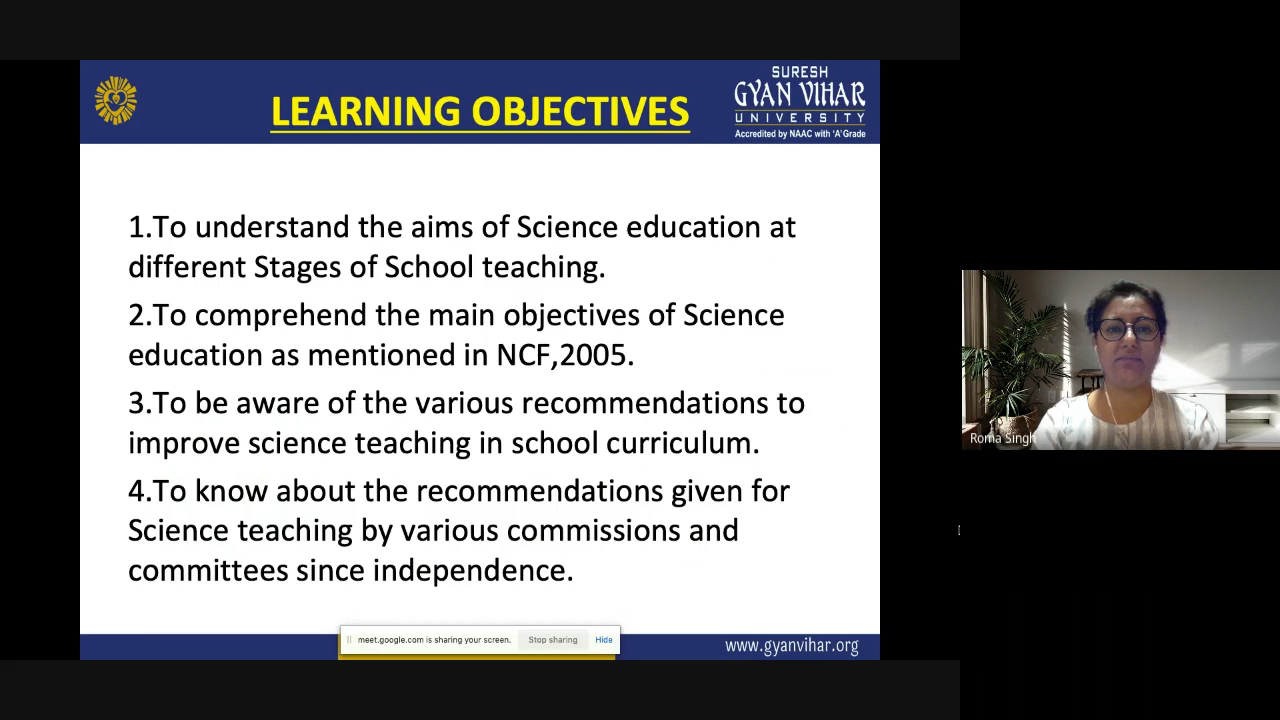 LEARNING OBJECTIVES
SURESH
GYAN VIHAR
UNIVERSITY
Accredited by NAAC with 'A' Grade
1.To understand the aims of Science education at
different Stages of School teaching.
2.To comprehend the main objectives of Science
education as mentioned in NCF,2005.
3.To be aware of the various recommendations to
improve science teaching in school curriculum.
4.To know about the recommendations given for
Science teaching by various commissions and
committees since independence.
meet.google.com is sharing your screen. Stop sharing Hide
www.gyanvihar.org
Roma Singh